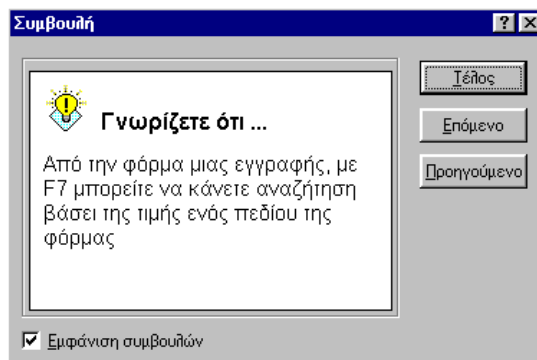 Συμβουλή
Γνωρίζετε ότι ...
Από την φόρμα μιας εγγραφής, με
F7 μπορείτε να κάνετε αναζήτηση
βάσει της τιμής ενός πεδίου της
φόρμας
Τέλος
Επόμενο
Προηγούμενο
Εμφάνιση συμβουλών